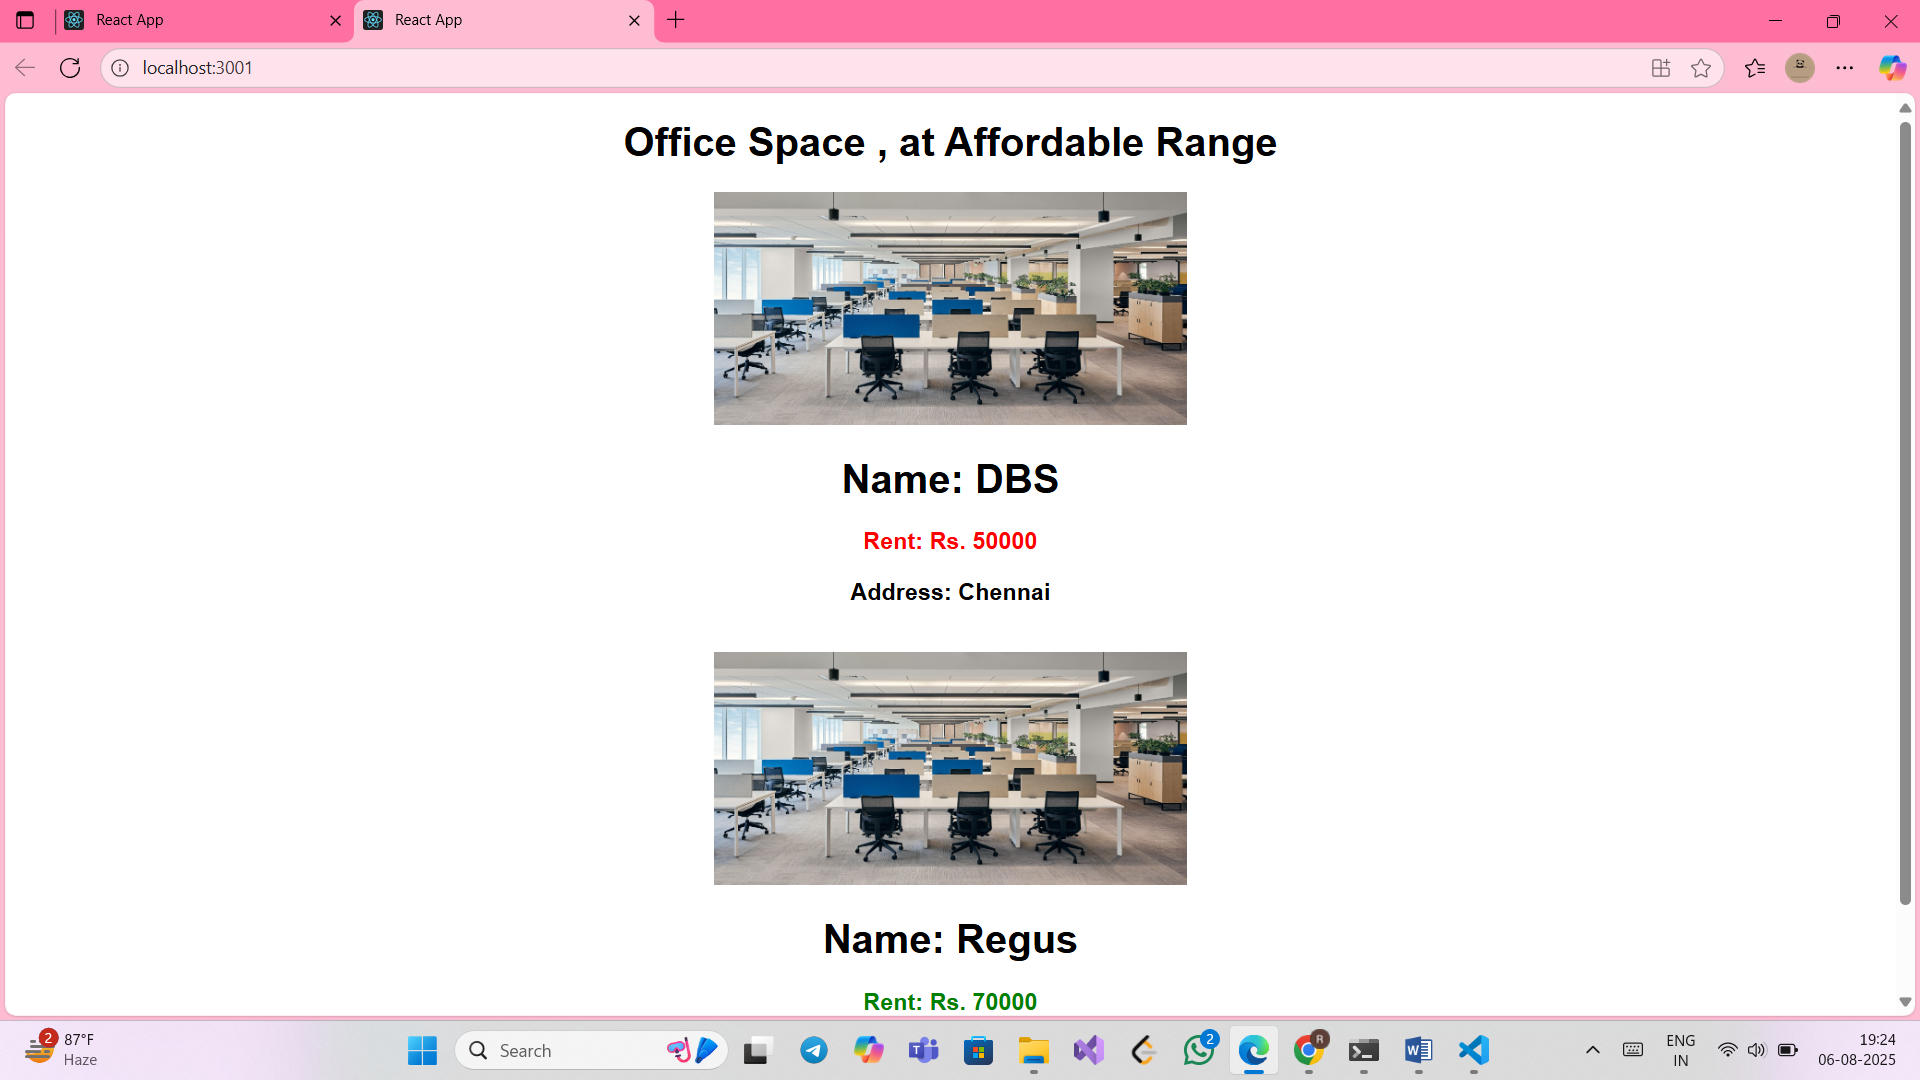 React App
React App
localhost:3001
Office Space , at Affordable Range
Name: DBS
Rent: Rs. 50000
Address: Chennai
Name: Regus
Rent: Rs. 70000
2
87°F
Haze
Search
2
R
ENG
IN
19:24
06-08-2025